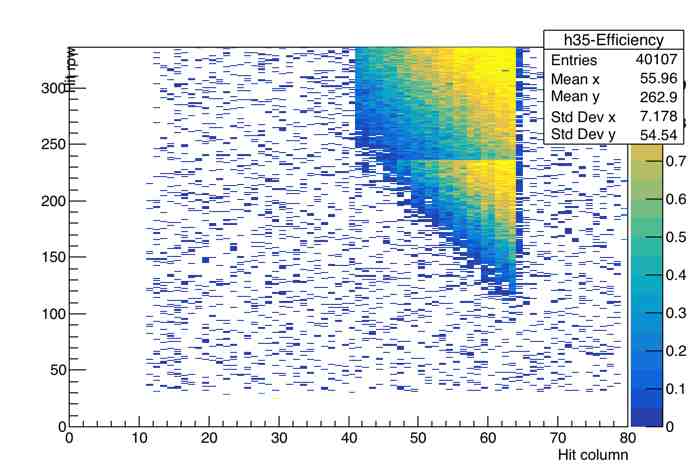 h35-Efficiency
Entries 40107
Mean x 55.96
Mean y 262.9
Std Dev x 7.178
Std Dev y 54.54
300
250
200
150
100
50
0
0 10 20 30 40 50 60 70 80
Hit column
0.7
0.6
0.5
0.4
0.3
0.2
0.1
0